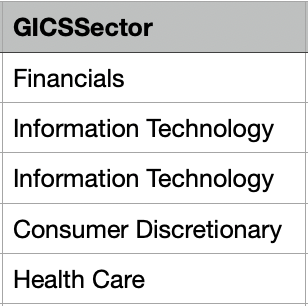 GICSSector
Financials
Information Technology
Information Technology
Consumer Discretionary
Health Care